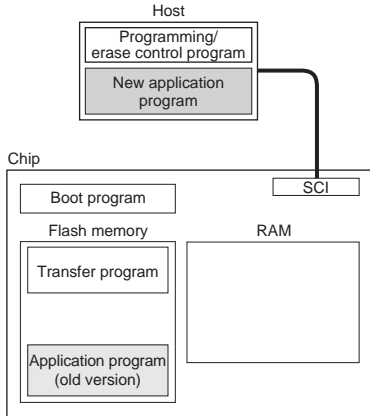 Host
Programming/
erase control program
New application
program
Chip
SCI
Boot program
Flash memory
RAM
Transfer program
Application program
(old version)